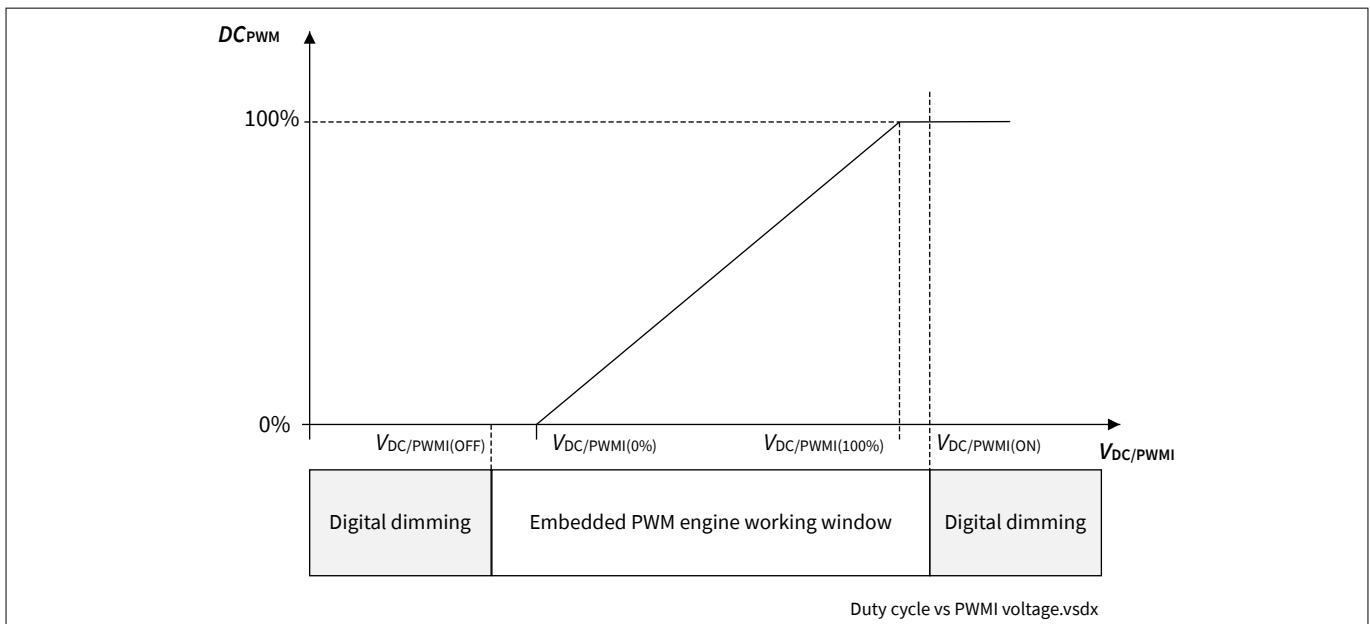 DCPWM
100%
0%
VDC/PWMI(OFF) VDC/PWMI(0%) VDC/PWMI(100%) VDC/PWMI(ON)
VDC/PWMI
Digital dimming Embedded PWM engine working window Digital dimming
Duty cycle vs PWMI voltage.vsdx